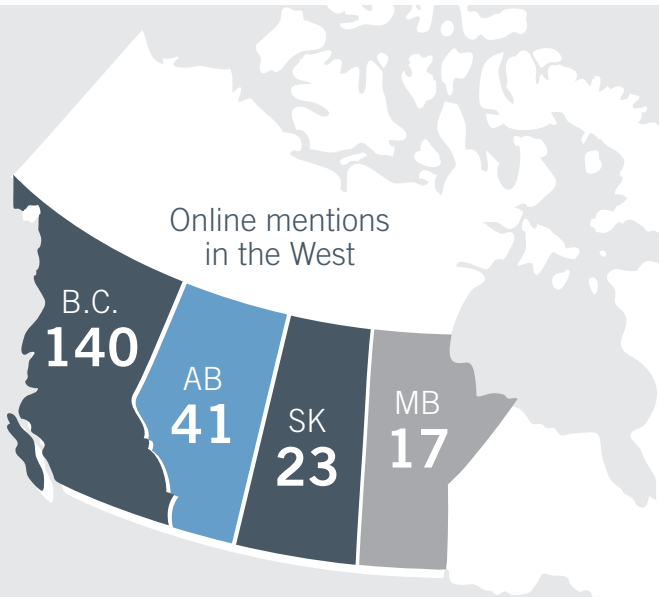 Online mentions
in the West
B.C.
140
AB
41
SK
23
MB
17